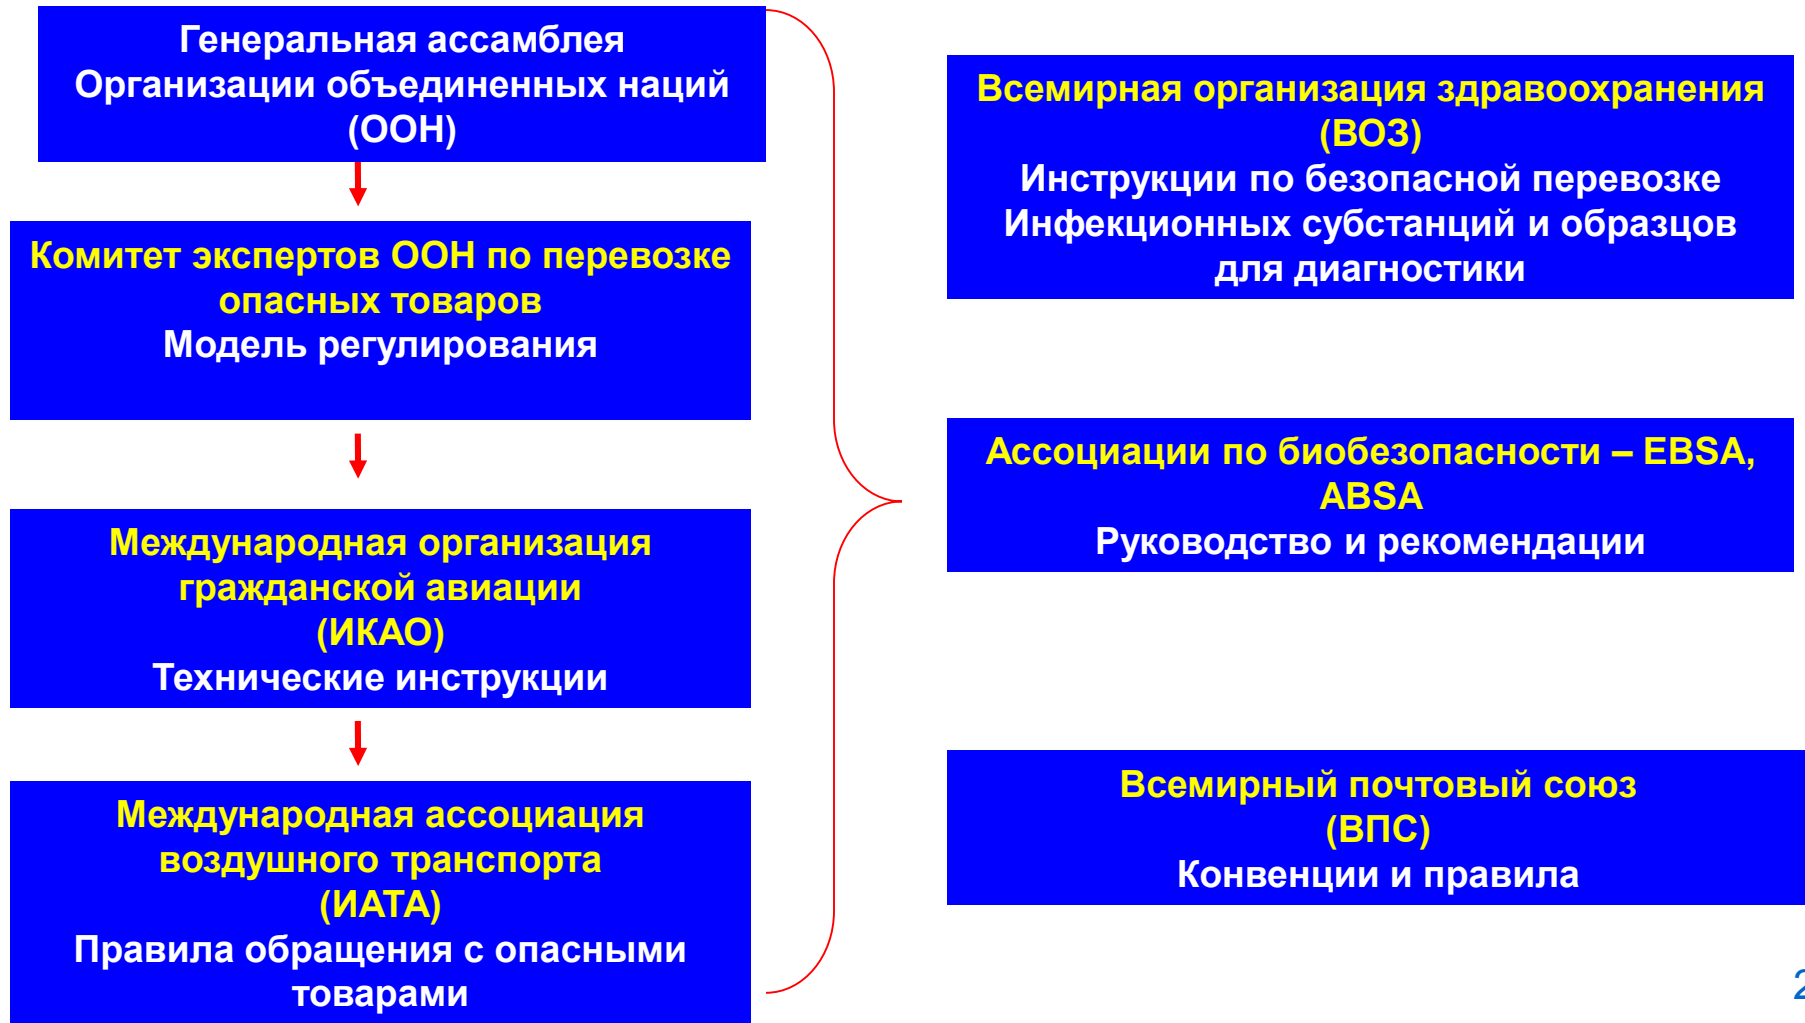 Генеральная ассамблея
Организации объединенных наций
(ООН)
Комитет экспертов ООН по перевозке
опасных товаров
Модель регулирования
Международная организация
гражданской авиации
(ИКАО)
Технические инструкции
Международная ассоциация
воздушного транспорта
(ИАТА)
Правила обращения с опасными
товарами
Всемирная организация здравоохранения
(ВОЗ)
Инструкции по безопасной перевозке
Инфекционных субстанций и образцов
для диагностики
Ассоциации по биобезопасности – EBSA,
ABSA
Руководство и рекомендации
Всемирный почтовый союз
(ВПС)
Конвенции и правила
2